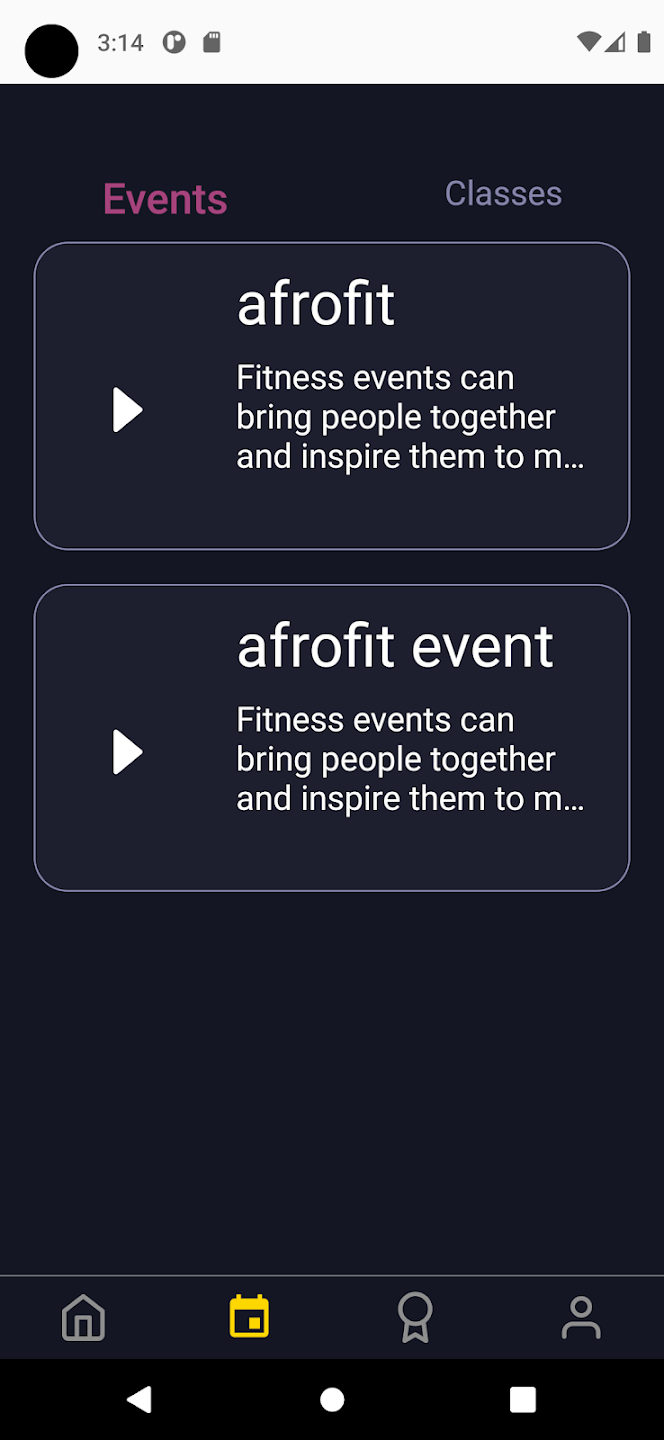 3:14
Events
Classes
afrofit
Fitness events can
bring people together
and inspire them to m...
afrofit event
Fitness events can
bring people together
and inspire them to m...